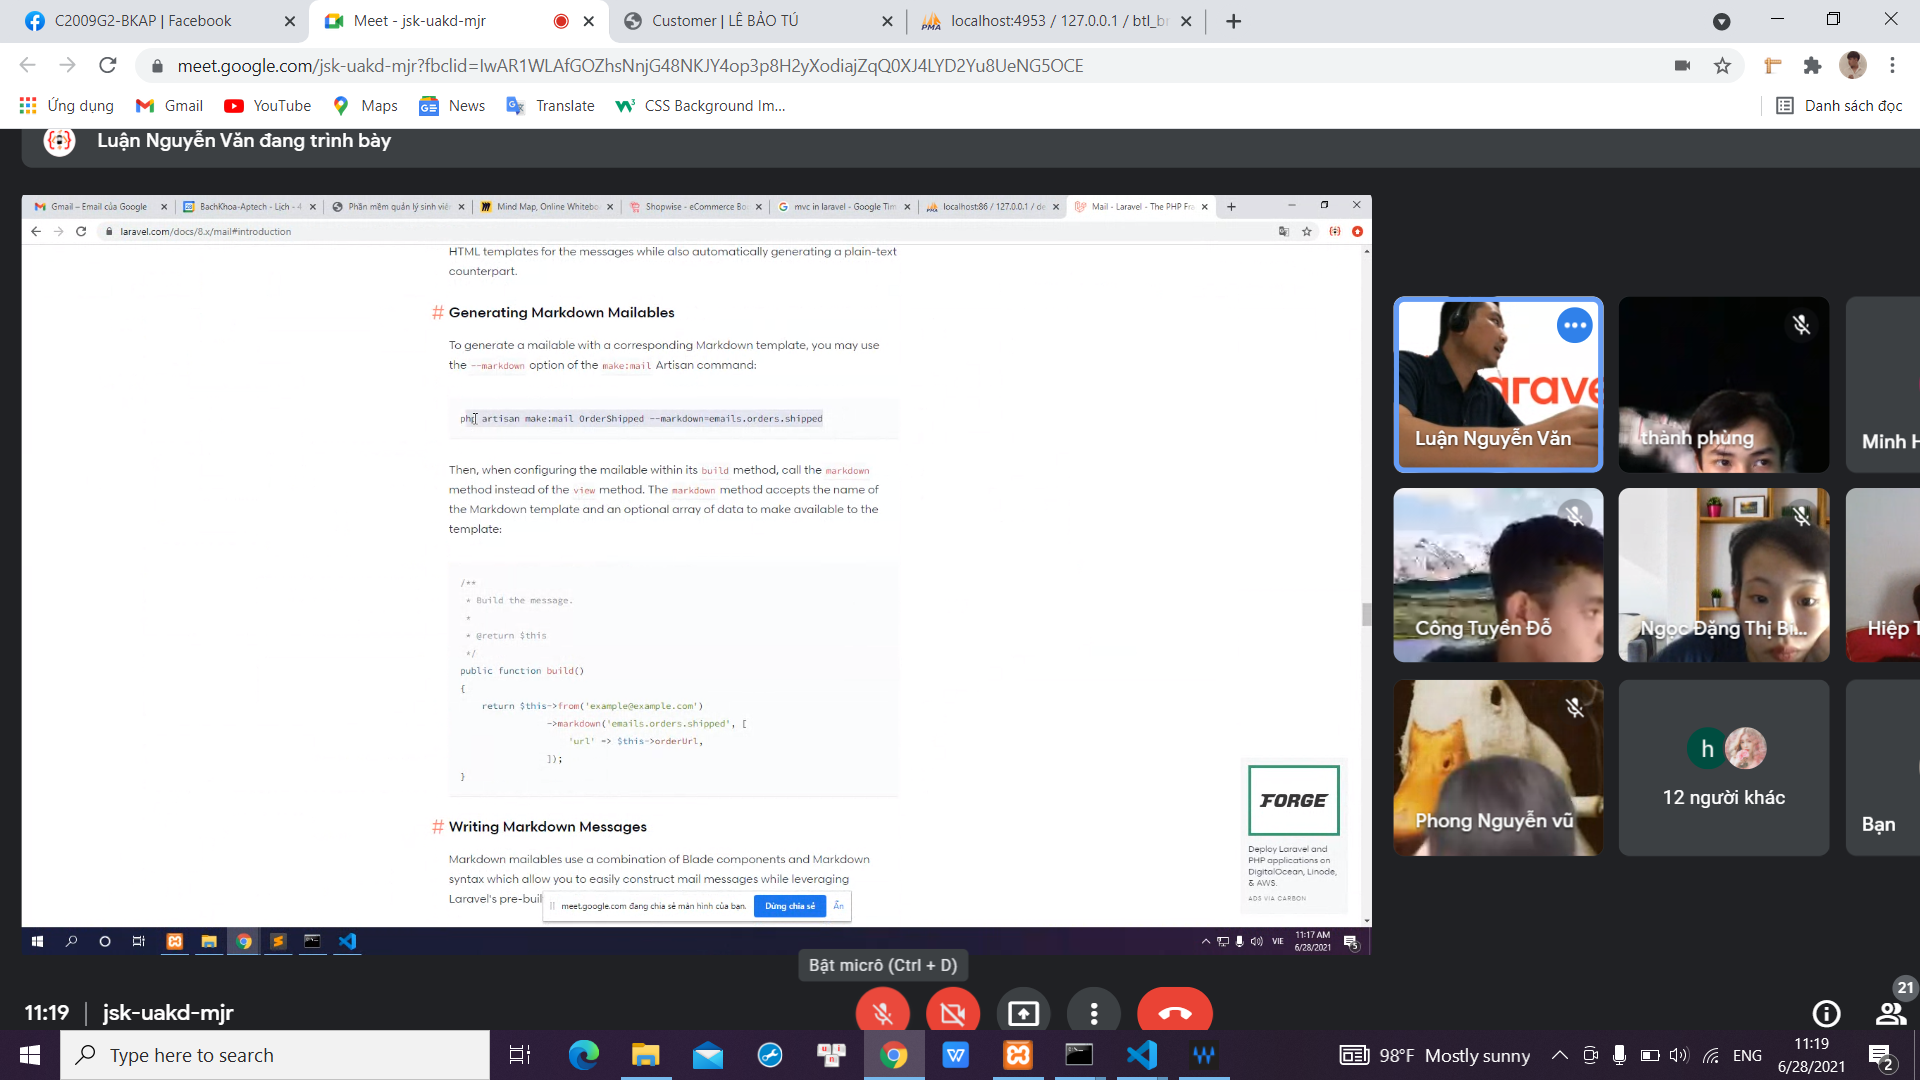 C2009G2-BKAP | Facebook
Meet - jsk-uakd-mjr
Customer | LÊ BẢO TÚ
PMA localhost:4953 / 127.0.0.1 / btl_br
meet.google.com/jsk-uakd-mjr?fbclid=IwAR1WLAfGOZhsNnjG48NKJY4op3p8H2yXodiajZqQ0XJ4LYD2Yu8UeNG5OCE
Ứng dụng
Gmail
YouTube
Maps
News
Translate
CSS Background Im...
Danh sách đọc
Luận Nguyễn Văn đang trình bày
Gmail – Email của Google
BachKhoa-Aptech - Lịch - 4
Phần mềm quản lý sinh viê
Mind Map, Online Whitebo
Shopwise - eCommerce Bo
mvc in laravel - Google Tìm
localhost:86 / 127.0.0.1 / de
Mail - Laravel - The PHP Fra
laravel.com/docs/8.x/mail#introduction
HTML templates for the messages while also automatically generating a plain-text
counterpart.
# Generating Markdown Mailables
To generate a mailable with a corresponding Markdown template, you may use
the --markdown option of the make:mail Artisan command:
php artisan make:mail OrderShipped --markdown=emails.orders.shipped
Then, when configuring the mailable within its build method, call the markdown
method instead of the view method. The markdown method accepts the name of
the Markdown template and an optional array of data to make available to the
template:
/**
* Build the message.
*
* @return $this
*/
public function build()
{
return $this->from('example@example.com')
->markdown('emails.orders.shipped', [
'url' => $this->orderUrl,
]);
}
# Writing Markdown Messages
Markdown mailables use a combination of Blade components and Markdown
syntax which allow you to easily construct mail messages while leveraging
Laravel's pre-buil
meet.google.com đang chia sẻ màn hình của bạn.
Dừng chia sẻ
Ẩn
FORGE
Deploy Laravel and
PHP applications on
DigitalOcean, Linode,
& AWS.
ADS VIA CARBON
VIE
11:17 AM
6/28/2021
5
larave
Luận Nguyễn Văn
thành phùng
Minh H
Công Tuyền Đỗ
Ngọc Đặng Thị Bí...
Hiệp T
Phong Nguyễn vũ
h
12 người khác
Bạn
Bật micrô (Ctrl + D)
11:19 | jsk-uakd-mjr
21
Type here to search
98°F Mostly sunny
ENG
11:19
6/28/2021
2